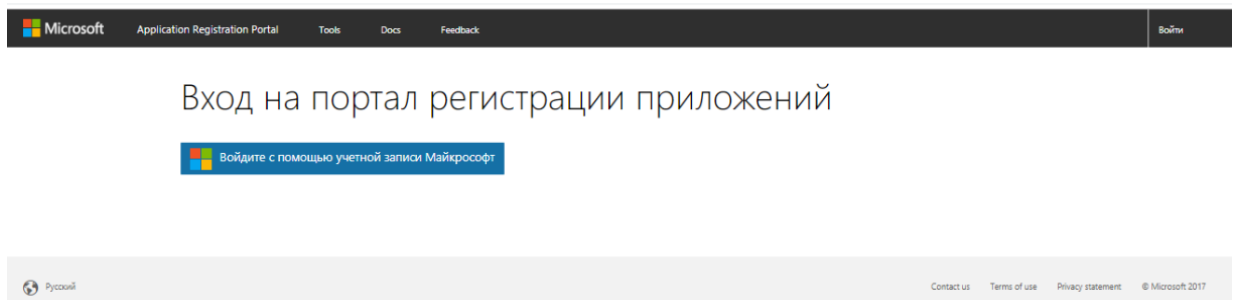 Microsoft Application Registration Portal Tools Docs Feedback Войти
Вход на портал регистрации приложений
Войдите с помощью учетной записи Майкрософт
Русский Contact us Terms of use Privacy statement © Microsoft 2017